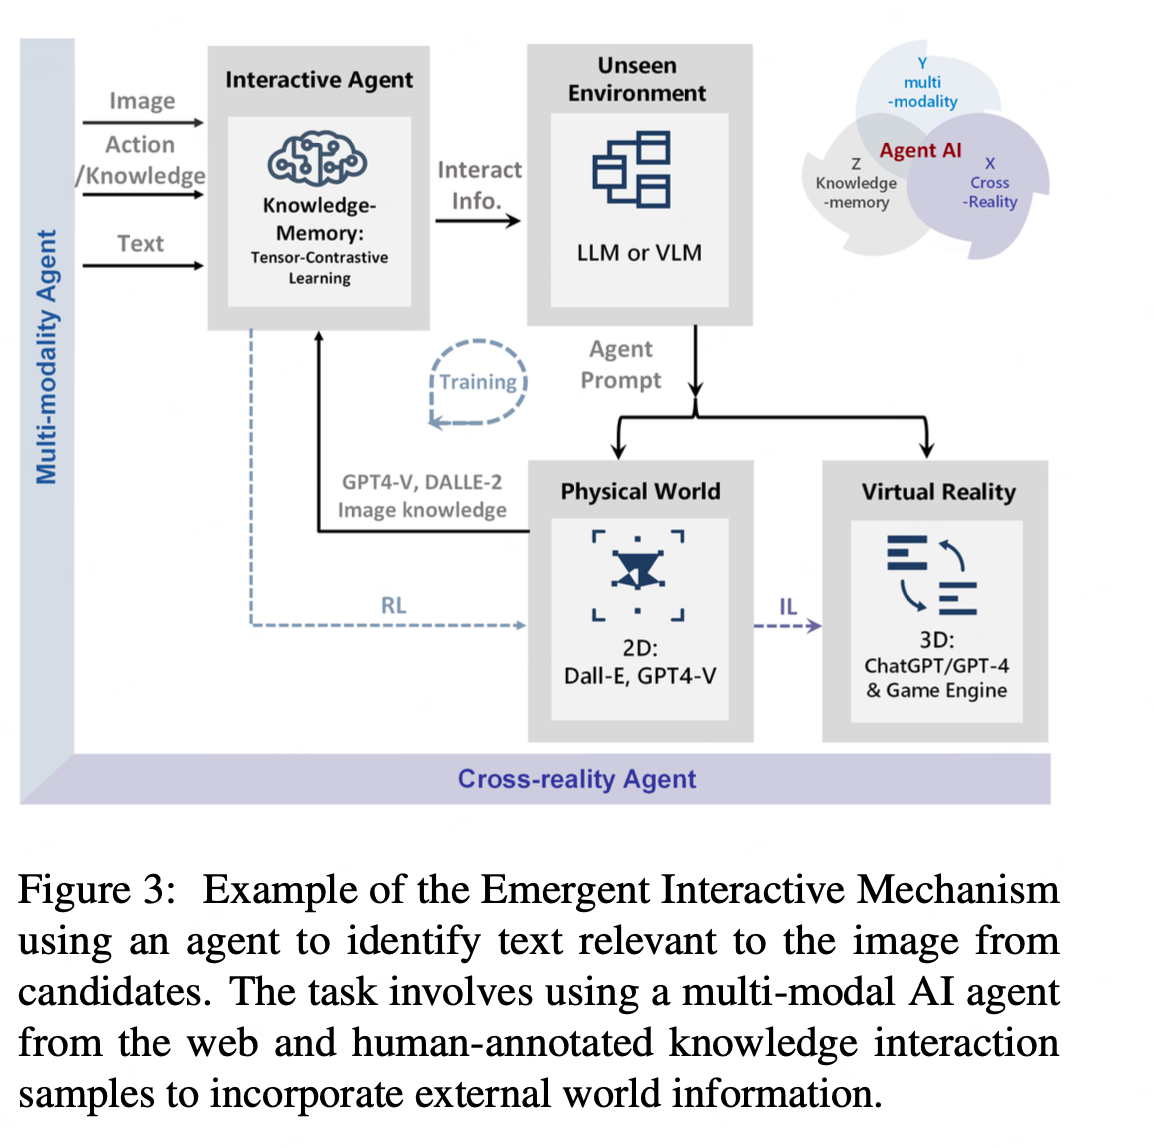 Multi-modality Agent
Image
Action
/Knowledge
Text
Interactive Agent
Knowledge-
Memory:
Tensor-Contrastive
Learning
Interact
Info.
Unseen
Environment
LLM or VLM
Y
multi
-modality
Agent AI
Z
Knowledge
-memory
X
Cross
-Reality
Training
Agent
Prompt
GPT4-V, DALLE-2
Image knowledge
RL
Physical World
2D:
Dall-E, GPT4-V
IL
Virtual Reality
3D:
ChatGPT/GPT-4
& Game Engine
Cross-reality Agent
Figure 3: Example of the Emergent Interactive Mechanism
using an agent to identify text relevant to the image from
candidates. The task involves using a multi-modal AI agent
from the web and human-annotated knowledge interaction
samples to incorporate external world information.